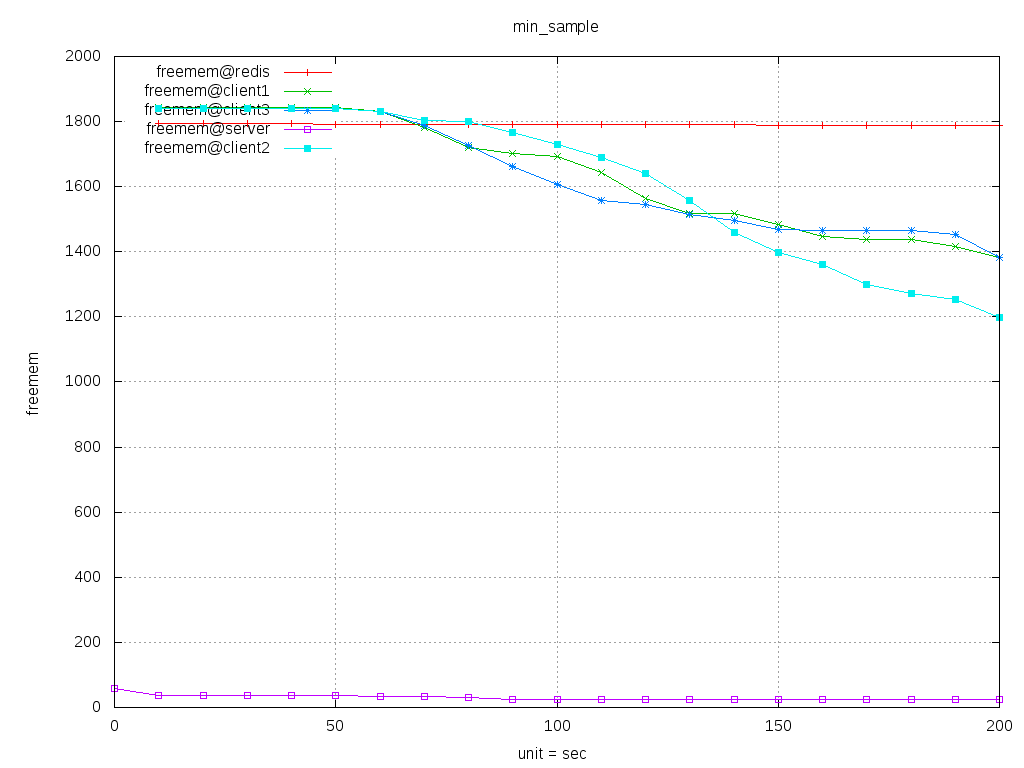 min_sample
2000
1800
1600
1400
1200
1000
800
600
400
200
0
freemem
freemem@redis
freemem@client1
freemem@client3
freemem@server
freemem@client2
0 50 100 150 200
unit = sec